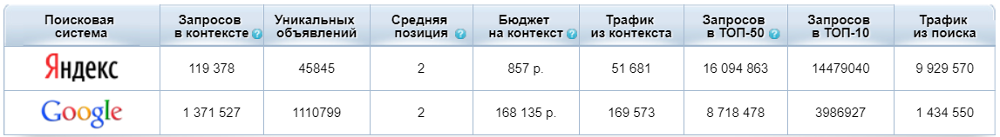 Поисковая система Запросов в контексте ? Уникальных объявлений Средняя позиция ? Бюджет на контекст ? Трафик из контекста Запросов в ТОП-50 ? Запросов в ТОП-10 Трафик из поиска
Яндекс 119 378 45845 2 857 р. 51 681 16 094 863 14479040 9 929 570
Google 1 371 527 1110799 2 168 135 р. 169 573 8 718 478 3986927 1 434 550